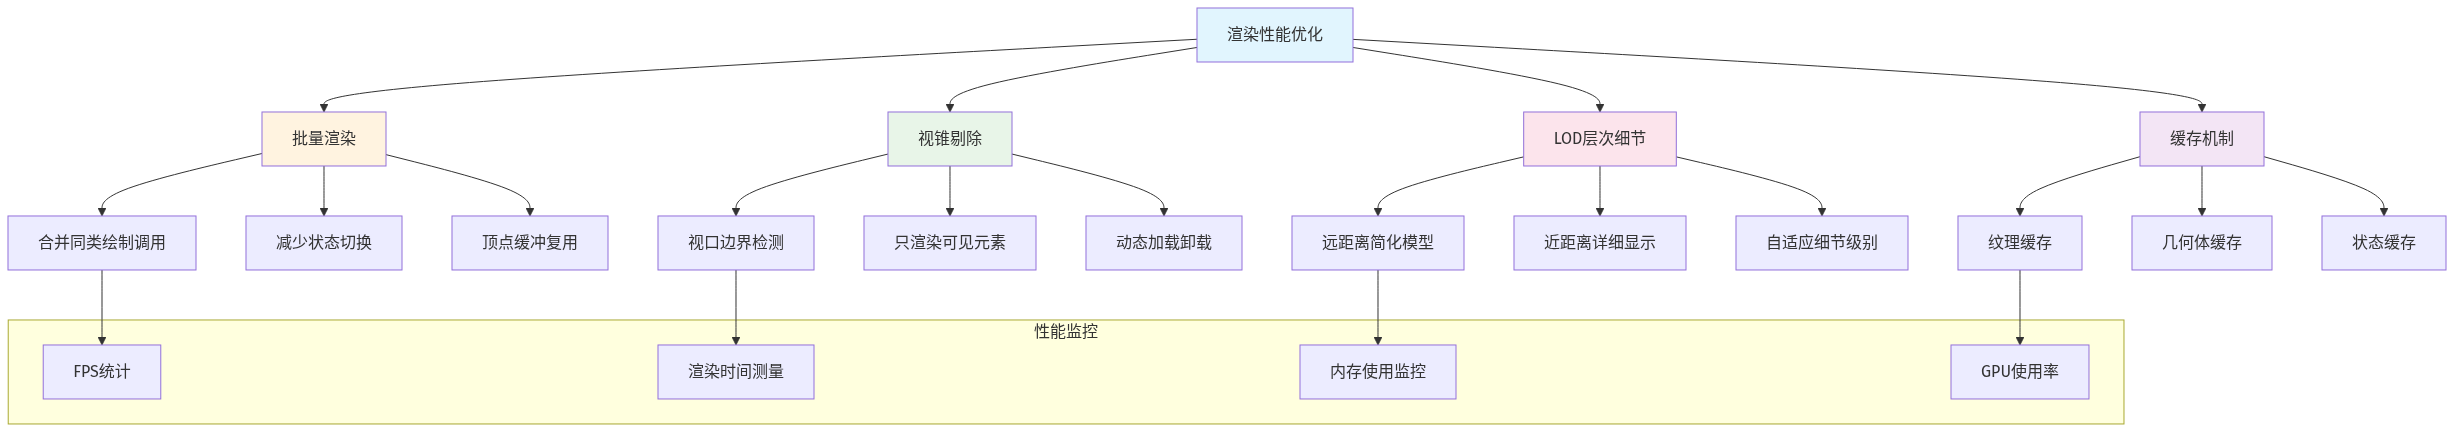 渲染性能优化
批量渲染
视锥剔除
LOD层次细节
缓存机制
合并同类绘制调用
减少状态切换
顶点缓冲复用
视口边界检测
只渲染可见元素
动态加载卸载
远距离简化模型
近距离详细显示
自适应细节级别
纹理缓存
几何体缓存
状态缓存
性能监控
FPS统计
渲染时间测量
内存使用监控
GPU使用率